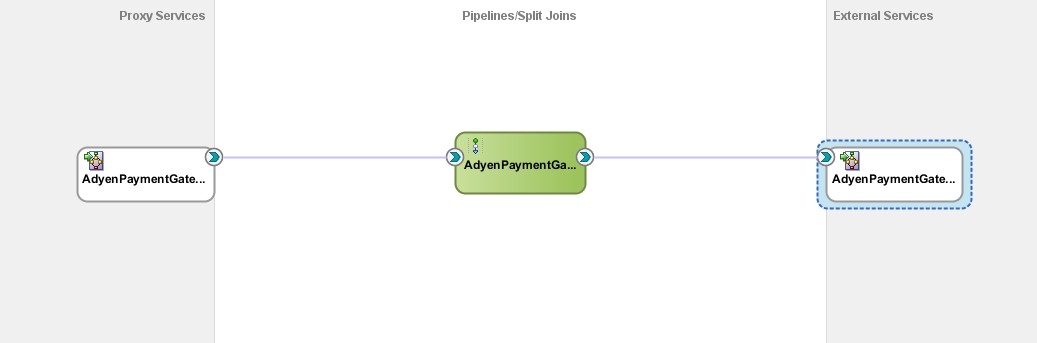 Proxy Services
Pipelines/Split Joins
External Services
AdyenPaymentGate...
AdyenPaymentGa...
AdyenPaymentGate...